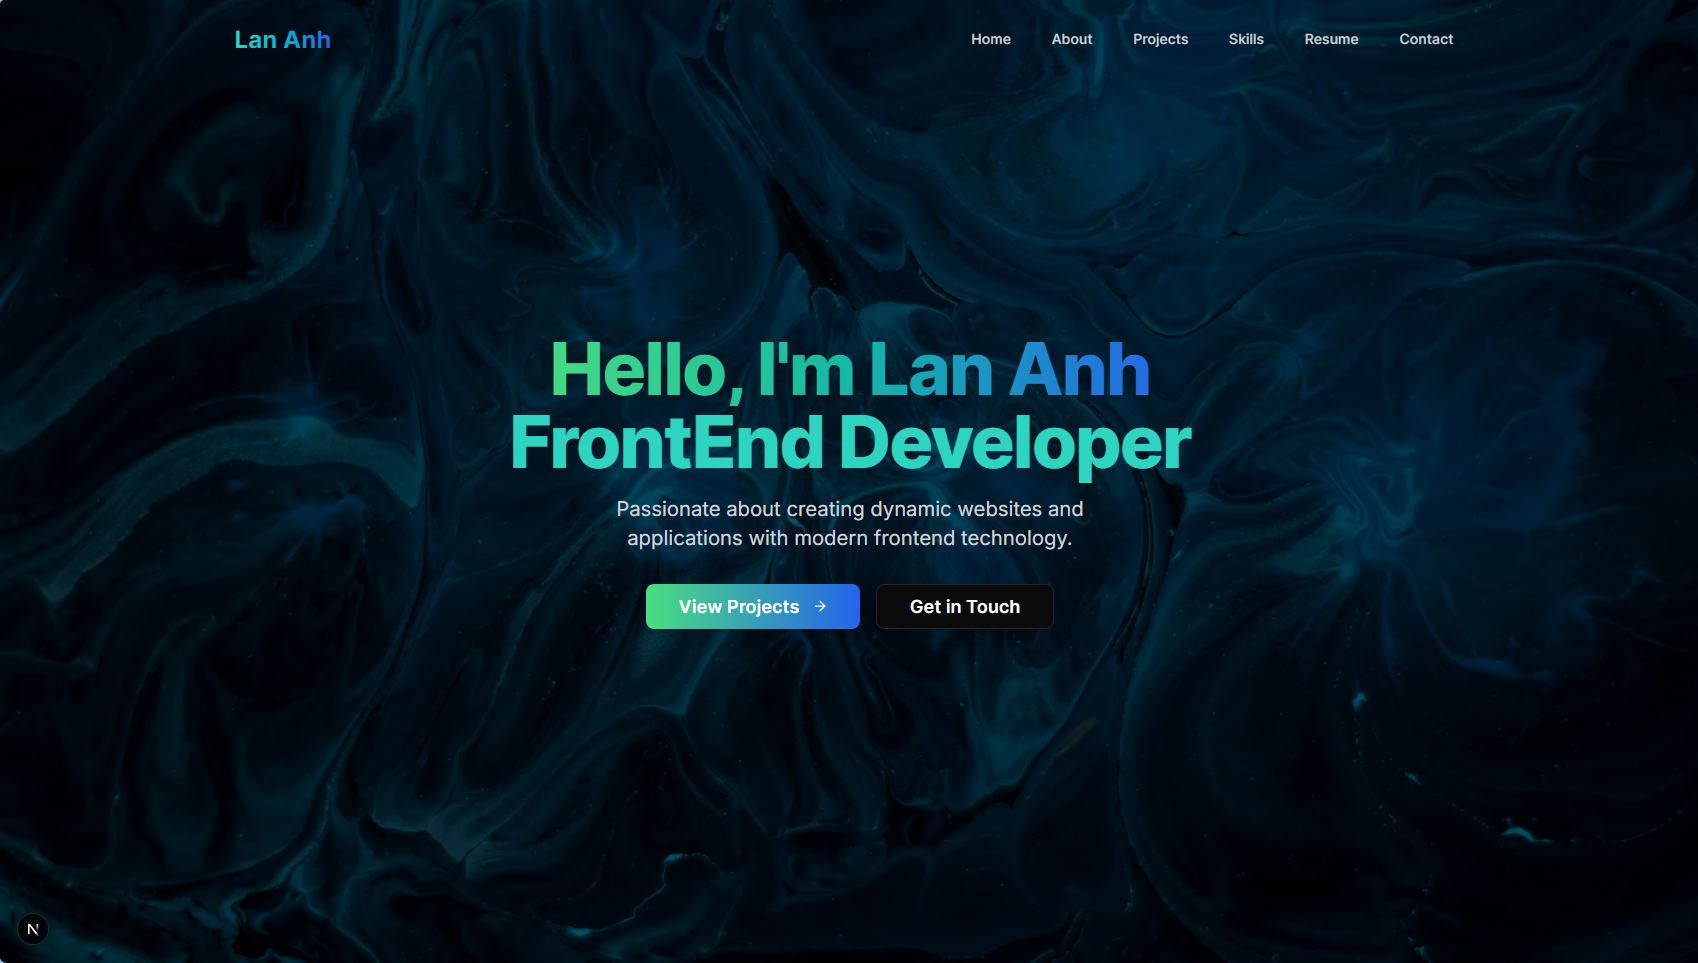 Lan Anh
Home About Projects Skills Resume Contact
Hello, I'm Lan Anh
FrontEnd Developer
Passionate about creating dynamic websites and
applications with modern frontend technology.
View Projects →
Get in Touch
N